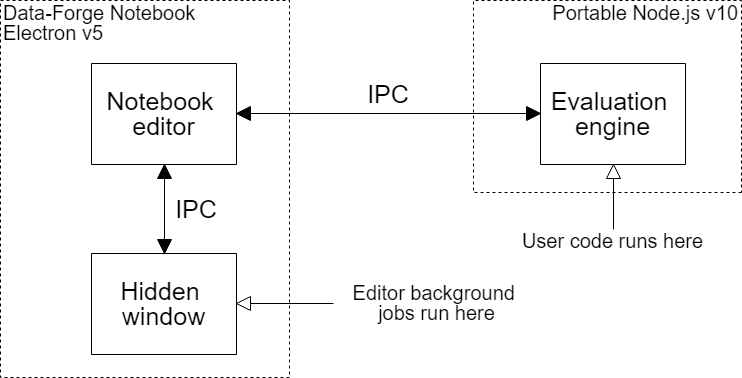 Data-Forge Notebook
Electron v5
Portable Node.js v10
Notebook
editor
IPC
Evaluation
engine
IPC
User code runs here
Hidden
window
Editor background
jobs run here